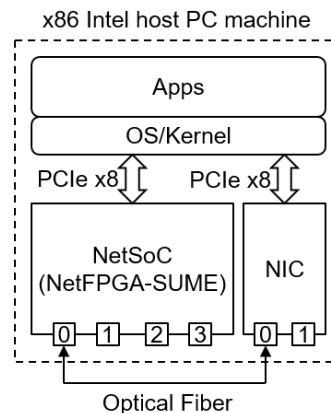 x86 Intel host PC machine
Apps
OS/Kernel
PCIe x8
PCIe x8
NetSoC
(NetFPGA-SUME)
NIC
0 1 2 3
0 1
Optical Fiber